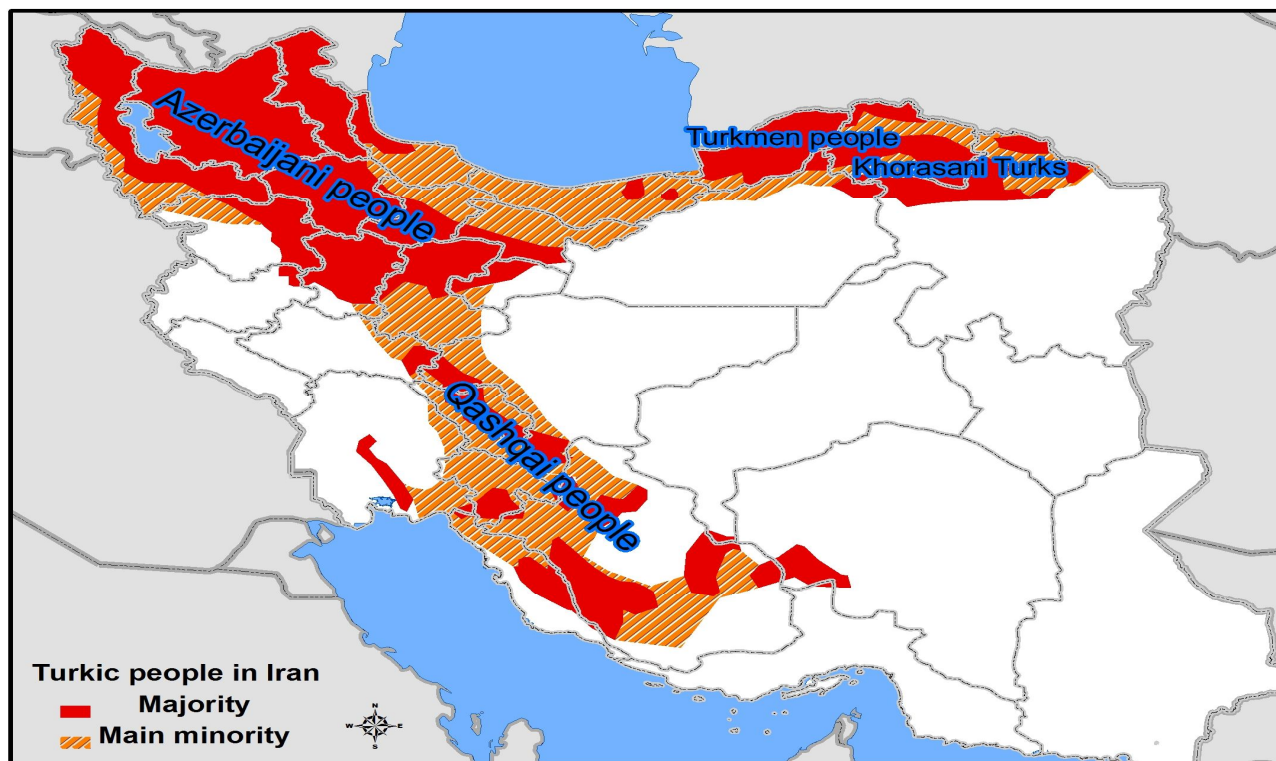 Azerbaijani people
Turkmen people
Khorasani Turks
Qashqai people
Turkic people in Iran
Majority
Main minority
N
W E
S